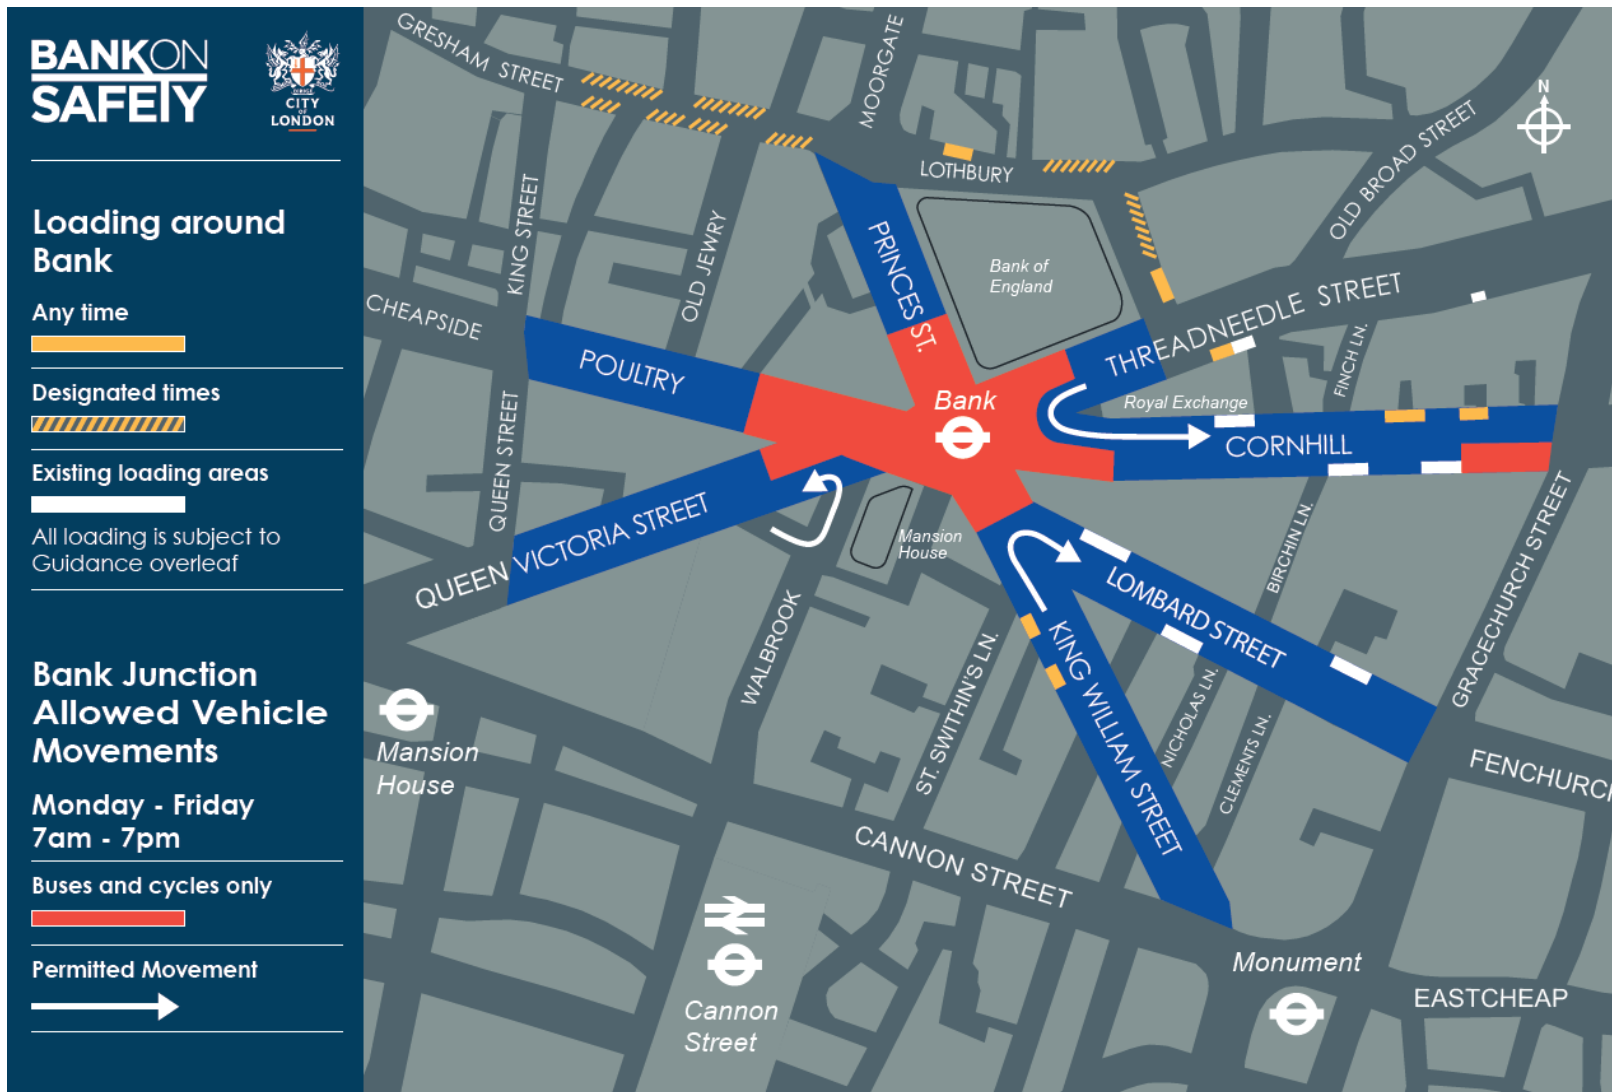 BANK ON
SAFETY
CITY
OF
LONDON
Loading around
Bank
Any time
Designated times
Existing loading areas
All loading is subject to
Guidance overleaf
Bank Junction
Allowed Vehicle
Movements
Monday - Friday
7am - 7pm
Buses and cycles only
Permitted Movement
GRESHAM STREET
MOORGATE
N
LOTHBURY
OLD BROAD STREET
KING STREET
OLD JEWRY
PRINCES ST.
Bank of
England
CHEAPSIDE
THREADNEEDLE STREET
FINCH LN.
POULTRY
Bank
Royal Exchange
CORNHILL
QUEEN STREET
QUEEN VICTORIA STREET
Mansion
House
BIRCHIN LN.
GRACECHURCH STREET
LOMBARD STREET
WALBROOK
ST. SWITHIN'S LN.
KING WILLIAM STREET
NICHOLAS LN.
CLEMENTS LN.
Mansion
House
FENCHURCH
CANNON STREET
Monument
EASTCHEAP
Cannon
Street